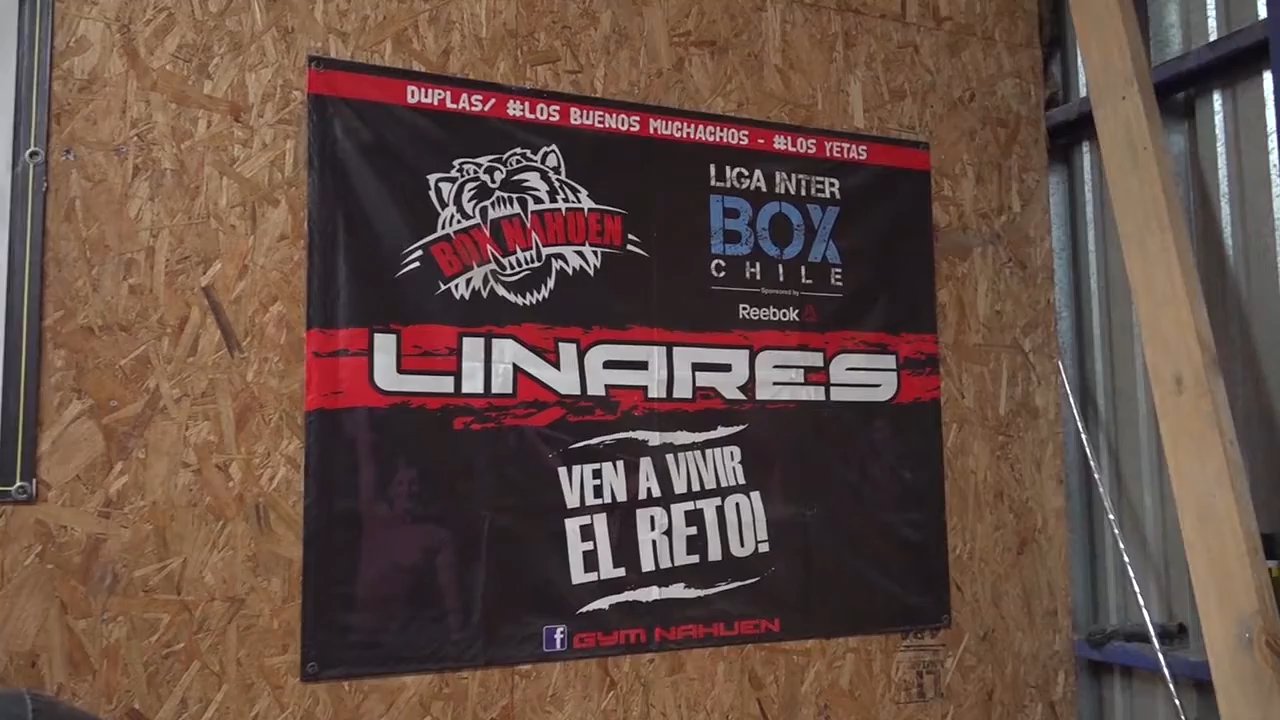 DUPLAS/ #LOS BUENOS MUCHACHOS - #LOS YETAS
BOX NAHUEN
LIGA INTER
BOX
CHILE
Sponsored by
Reebok
LINARES
VEN A VIVIR
EL RETO!
f GYM NAHUEN